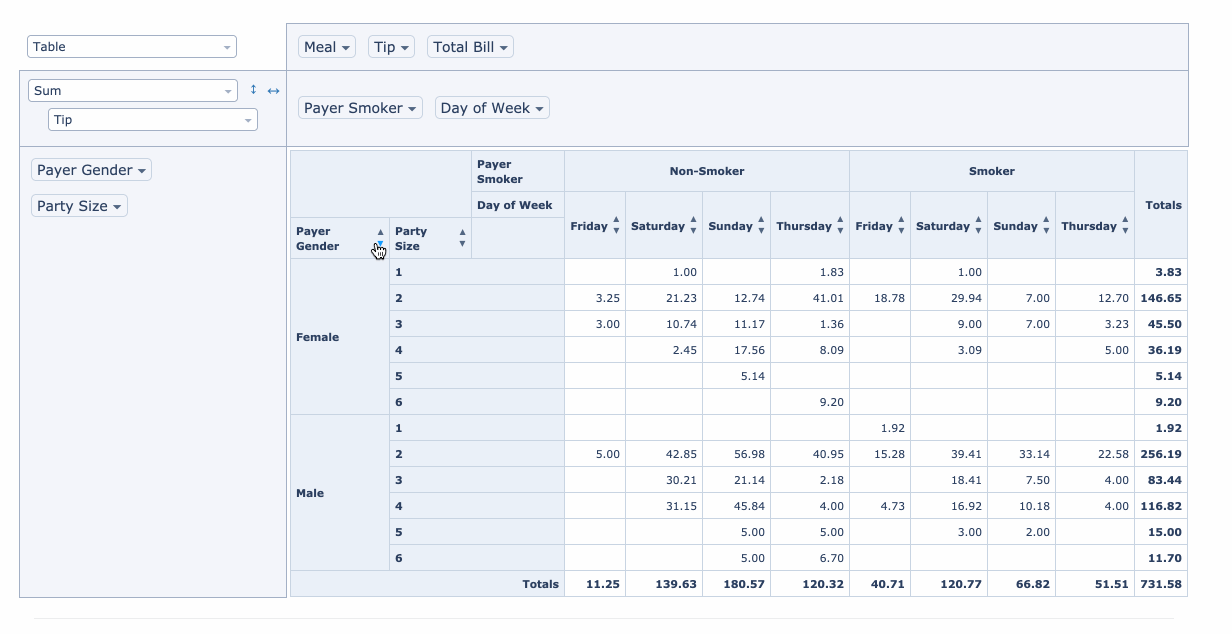 Table
Meal Tip Total Bill
Sum
Tip
Payer Smoker Day of Week
Payer Gender
Party Size
Payer Smoker Non-Smoker Smoker Totals
Day of Week Friday Saturday Sunday Thursday Friday Saturday Sunday Thursday
Payer Gender Party Size
Female 1 1.00 1.83 1.00 3.83
2 3.25 21.23 12.74 41.01 18.78 29.94 7.00 12.70 146.65
3 3.00 10.74 11.17 1.36 9.00 7.00 3.23 45.50
4 2.45 17.56 8.09 3.09 5.00 36.19
5 5.14 5.14
6 9.20 9.20
Male 1 1.92 1.92
2 5.00 42.85 56.98 40.95 15.28 39.41 33.14 22.58 256.19
3 30.21 21.14 2.18 18.41 7.50 4.00 83.44
4 31.15 45.84 4.00 4.73 16.92 10.18 4.00 116.82
5 5.00 5.00 3.00 2.00 15.00
6 5.00 6.70 11.70
Totals 11.25 139.63 180.57 120.32 40.71 120.77 66.82 51.51 731.58